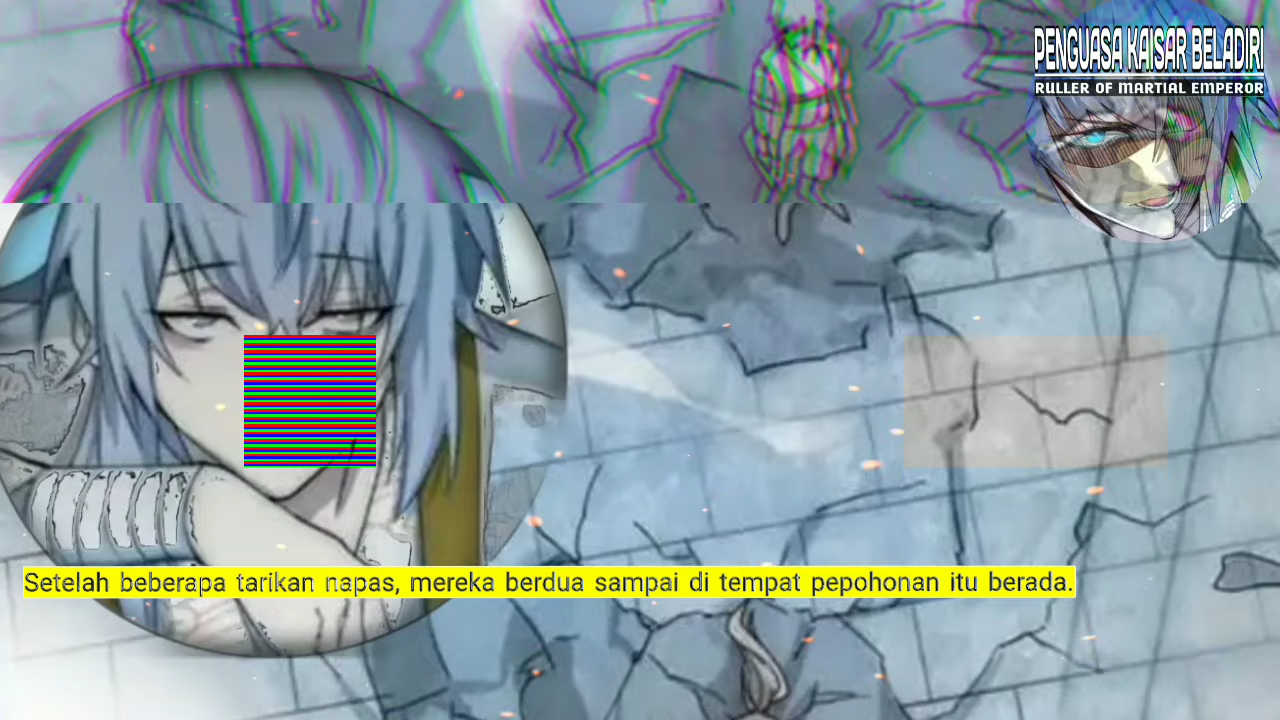 PENGUASA KAISAR BELADIRI
RULLER OF MARTIAL EMPEROR
Setelah beberapa tarikan napas, mereka berdua sampai di tempat pepohonan itu berada.